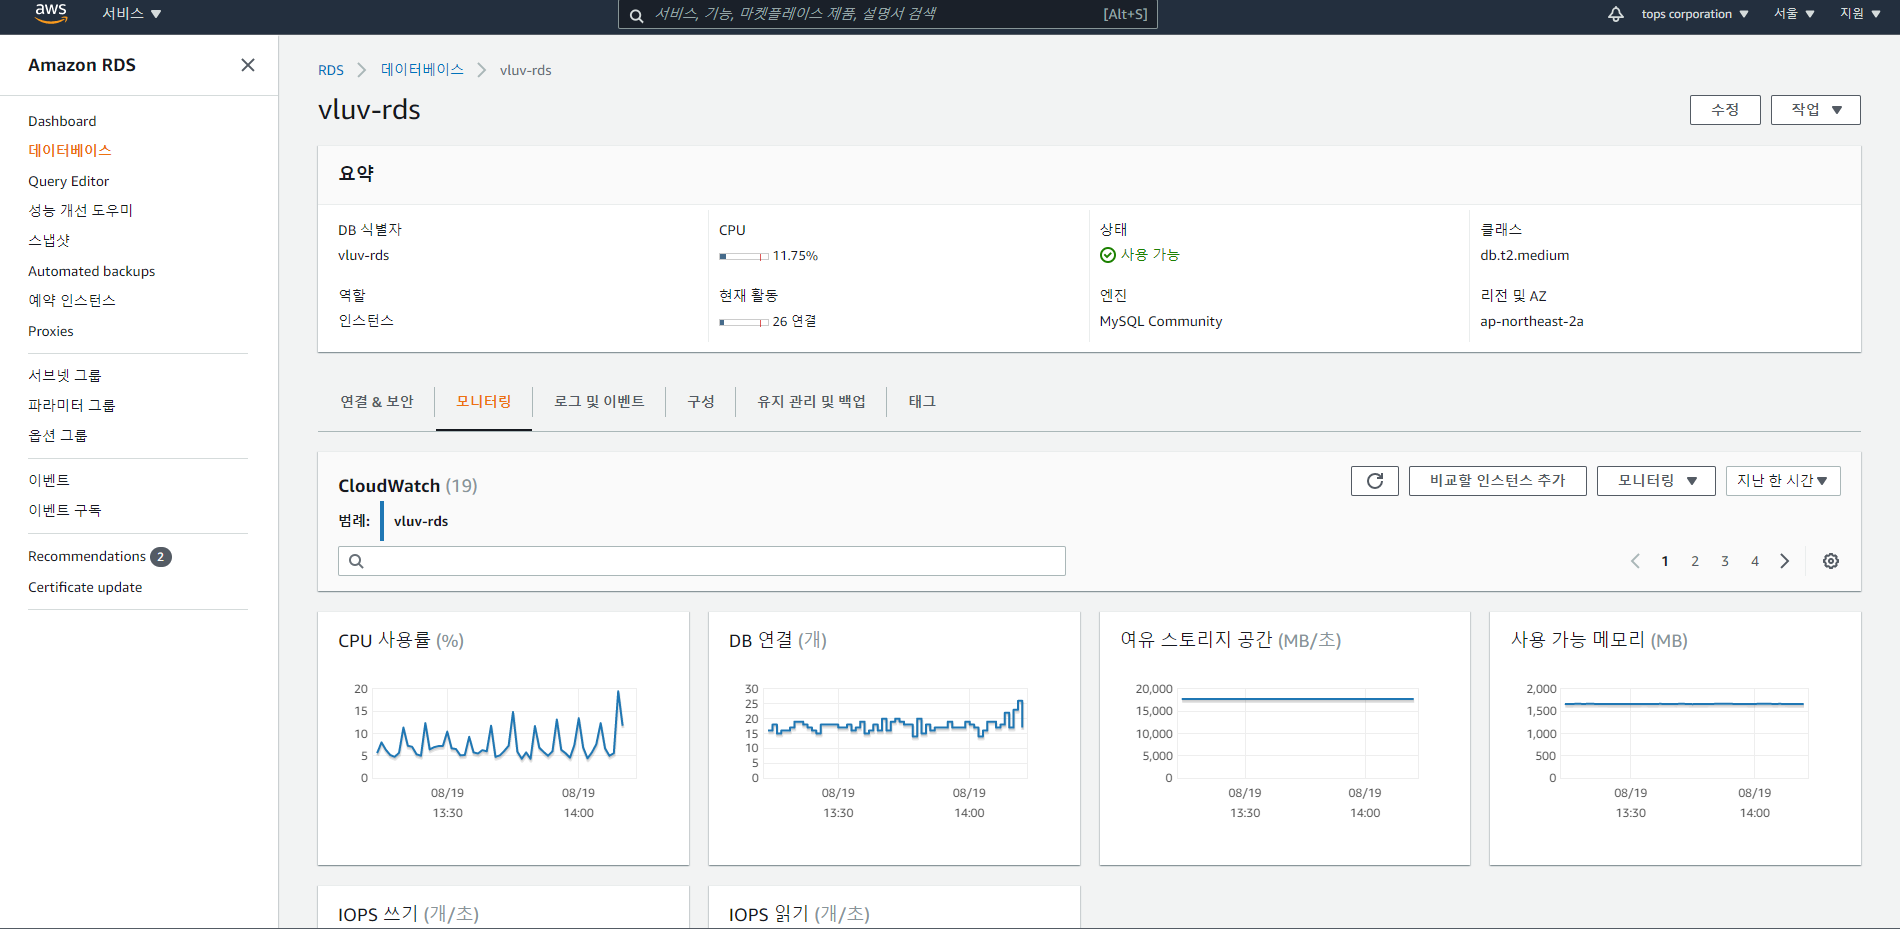 aws
서비스
서비스, 기능, 마켓플레이스 제품, 설명서 검색
[Alt+S]
tops corporation
서울
지원
Amazon RDS
Dashboard
데이터베이스
Query Editor
성능 개선 도우미
스냅샷
Automated backups
예약 인스턴스
Proxies
서브넷 그룹
파라미터 그룹
옵션 그룹
이벤트
이벤트 구독
Recommendations 2
Certificate update
RDS 데이터베이스 vluv-rds
vluv-rds
수정
작업
요약
DB 식별자
vluv-rds
CPU
11.75%
상태
사용 가능
클래스
db.t2.medium
역할
인스턴스
현재 활동
26 연결
엔진
MySQL Community
리전 및 AZ
ap-northeast-2a
연결 & 보안
모니터링
로그 및 이벤트
구성
유지 관리 및 백업
태그
CloudWatch (19)
비교할 인스턴스 추가
모니터링
지난 한 시간
범례:
vluv-rds
1 2 3 4
CPU 사용률 (%)
20
15
10
5
0
08/19
13:30
08/19
14:00
DB 연결 (개)
30
25
20
15
10
5
0
08/19
13:30
08/19
14:00
여유 스토리지 공간 (MB/초)
20,000
15,000
10,000
5,000
0
08/19
13:30
08/19
14:00
사용 가능 메모리 (MB)
2,000
1,500
1,000
500
0
08/19
13:30
08/19
14:00
IOPS 쓰기 (개/초)
IOPS 읽기 (개/초)